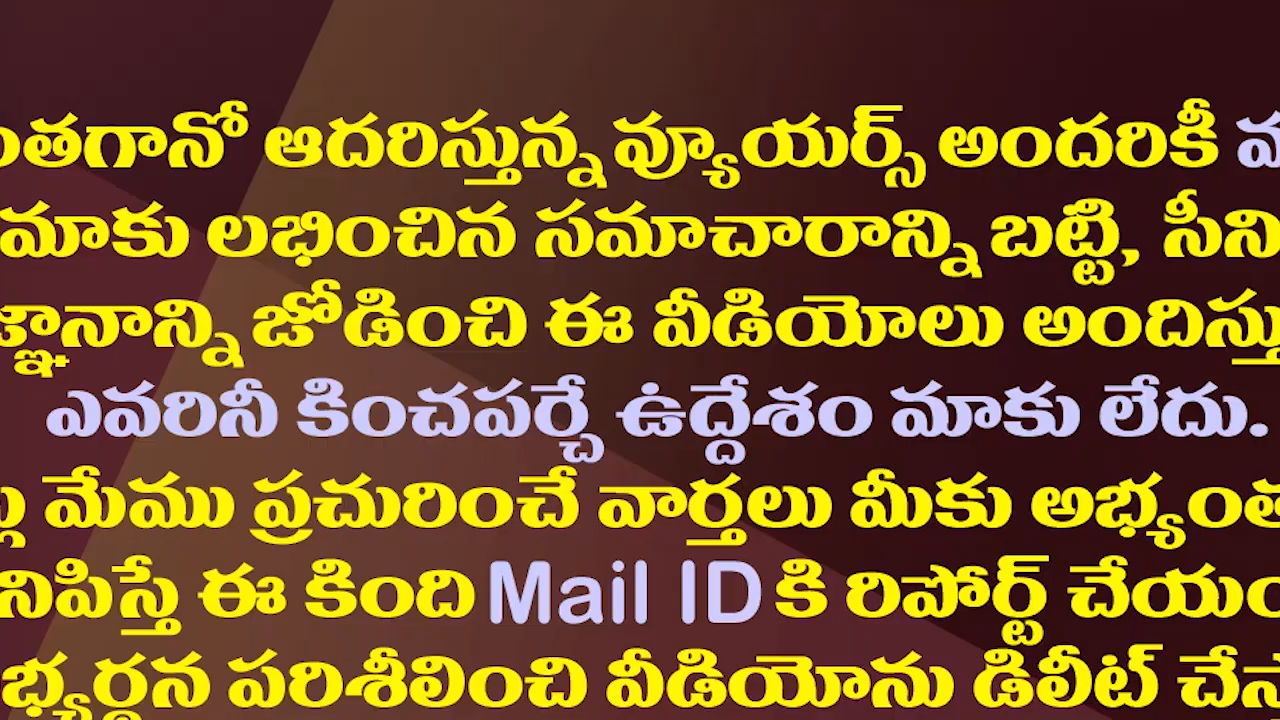 ఆదరిస్తున్న వ్యూయర్స్ అందరికీ
మాకు లభించిన సమాచారాన్ని బట్టి,
జోడించి ఈ వీడియోలు
ఎవరినీ కించపర్చే ఉద్దేశం మాకు లేదు.
మేము ప్రచురించే వార్తలు మీకు
ఈ కింది Mail ID కి రిపోర్ట్
పరిశీలించి వీడియోను డిలీట్